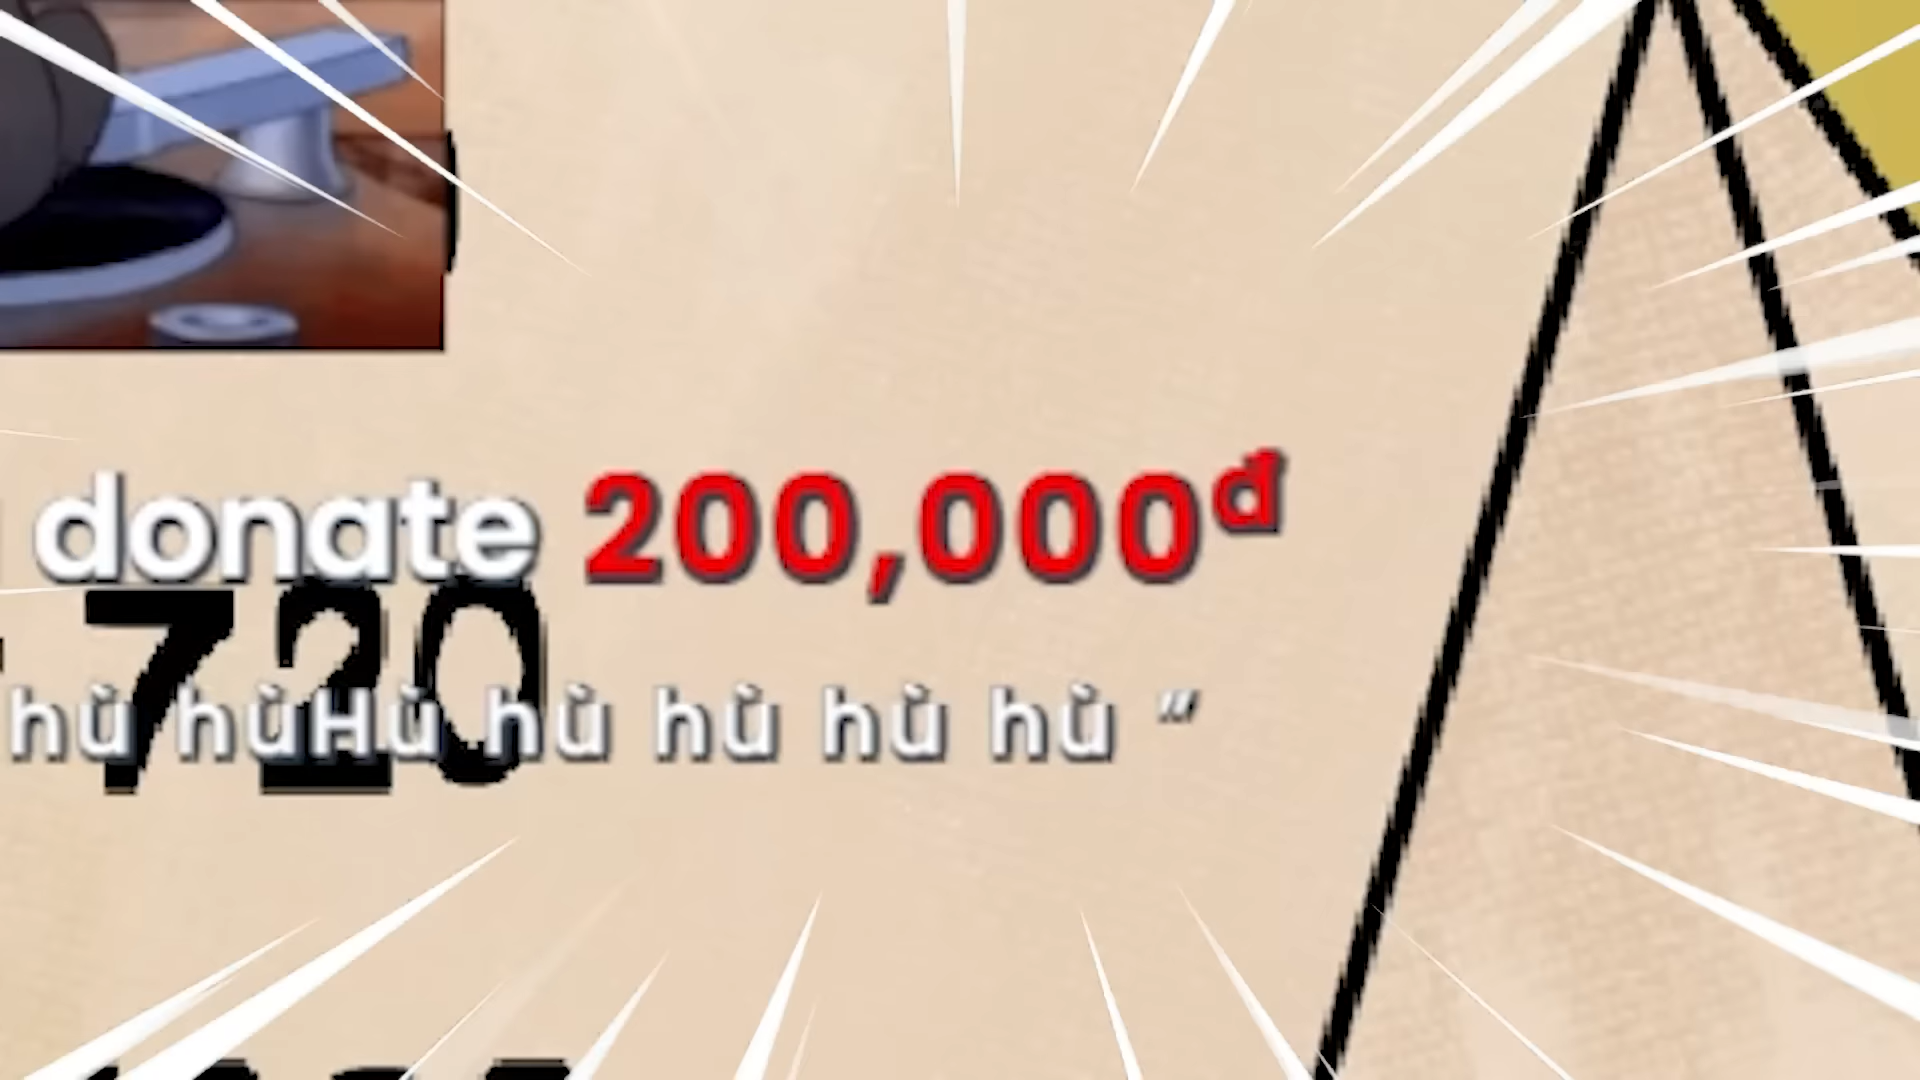 donate 200,000đ
720
hủ hủHủ hủ hủ hủ hủ "